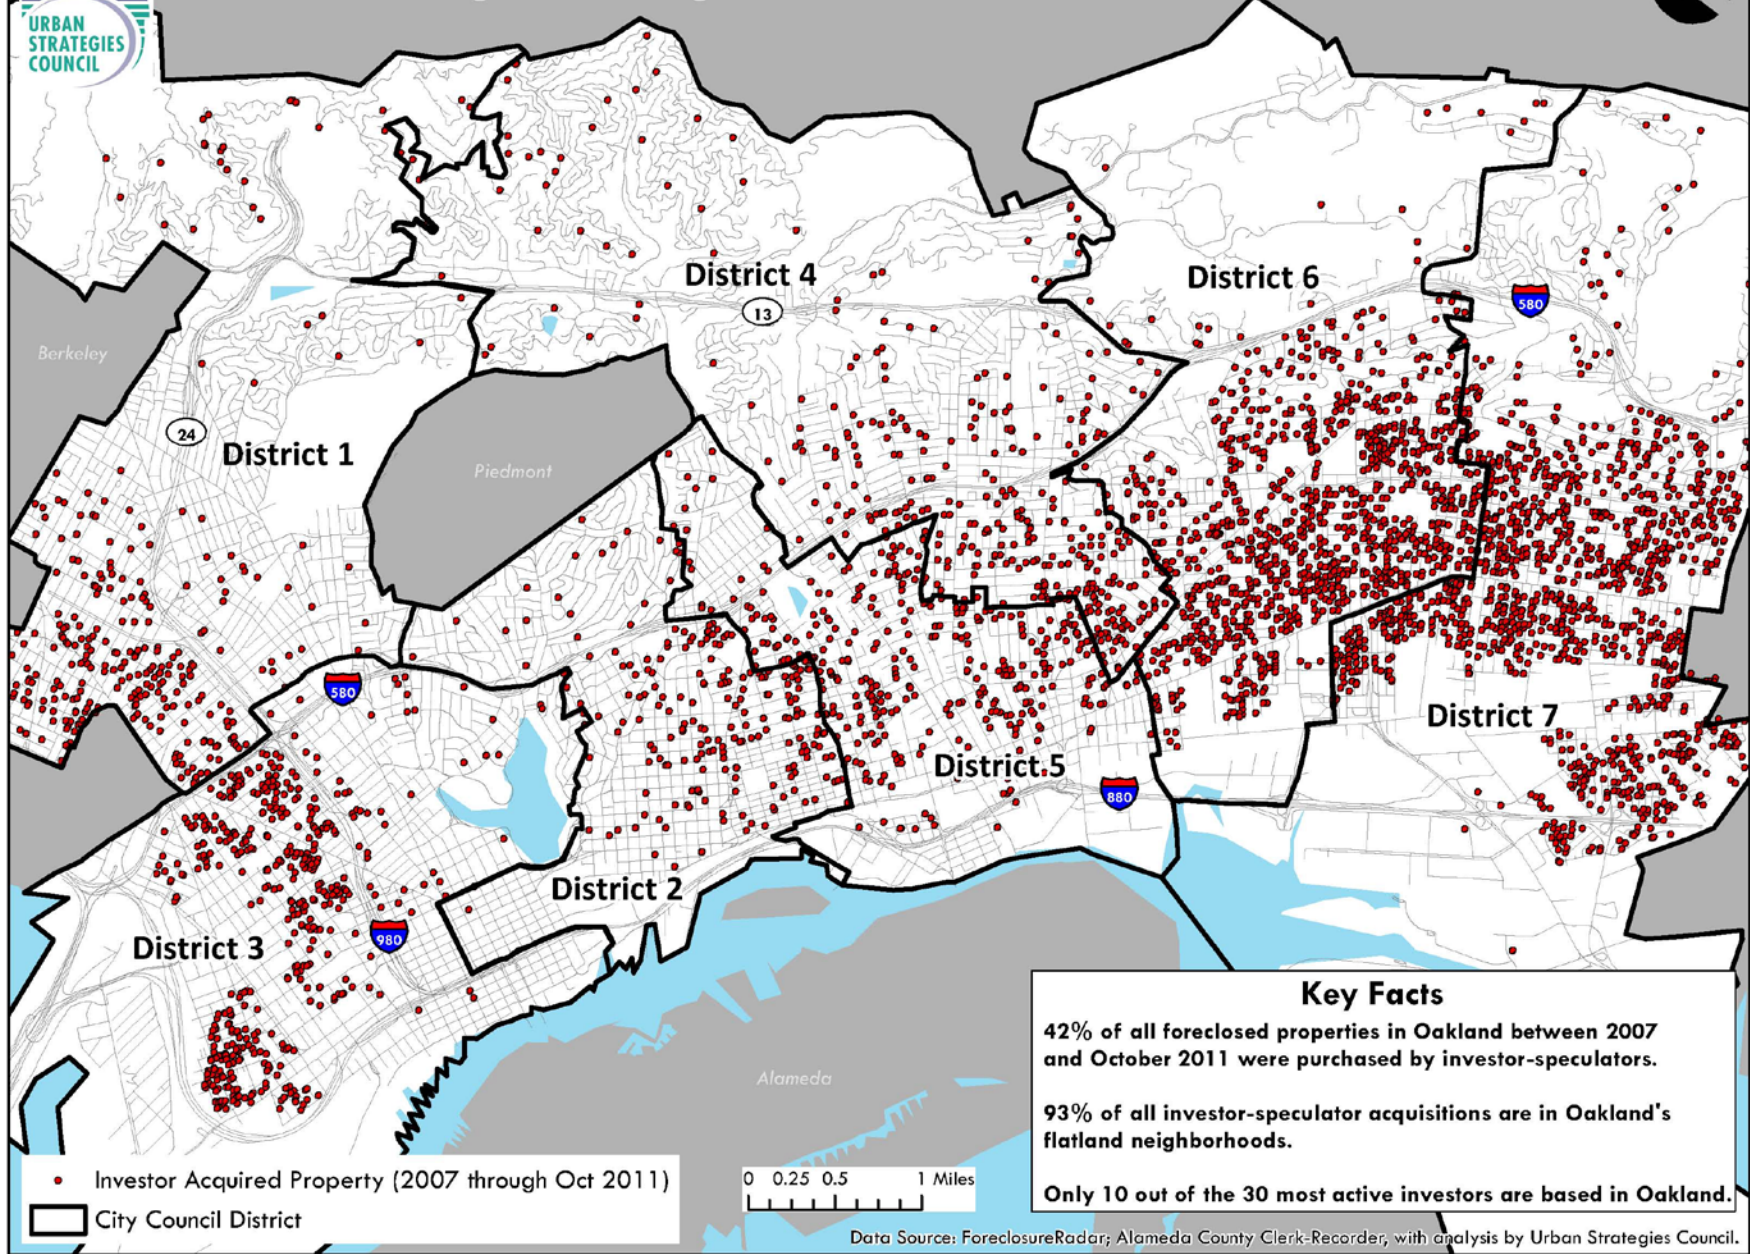 URBAN
STRATEGIES
COUNCIL
District 4
District 6
13
580
Berkeley
24
District 1
Piedmont
580
District 7
District 5
880
District 2
District 3
980
Key Facts
42% of all foreclosed properties in Oakland between 2007
and October 2011 were purchased by investor-speculators.
93% of all investor-speculator acquisitions are in Oakland's
flatland neighborhoods.
Only 10 out of the 30 most active investors are based in Oakland.
Alameda
Investor Acquired Property (2007 through Oct 2011)
City Council District
0 0.25 0.5 1 Miles
Data Source: ForeclosureRadar; Alameda County Clerk-Recorder, with analysis by Urban Strategies Council.